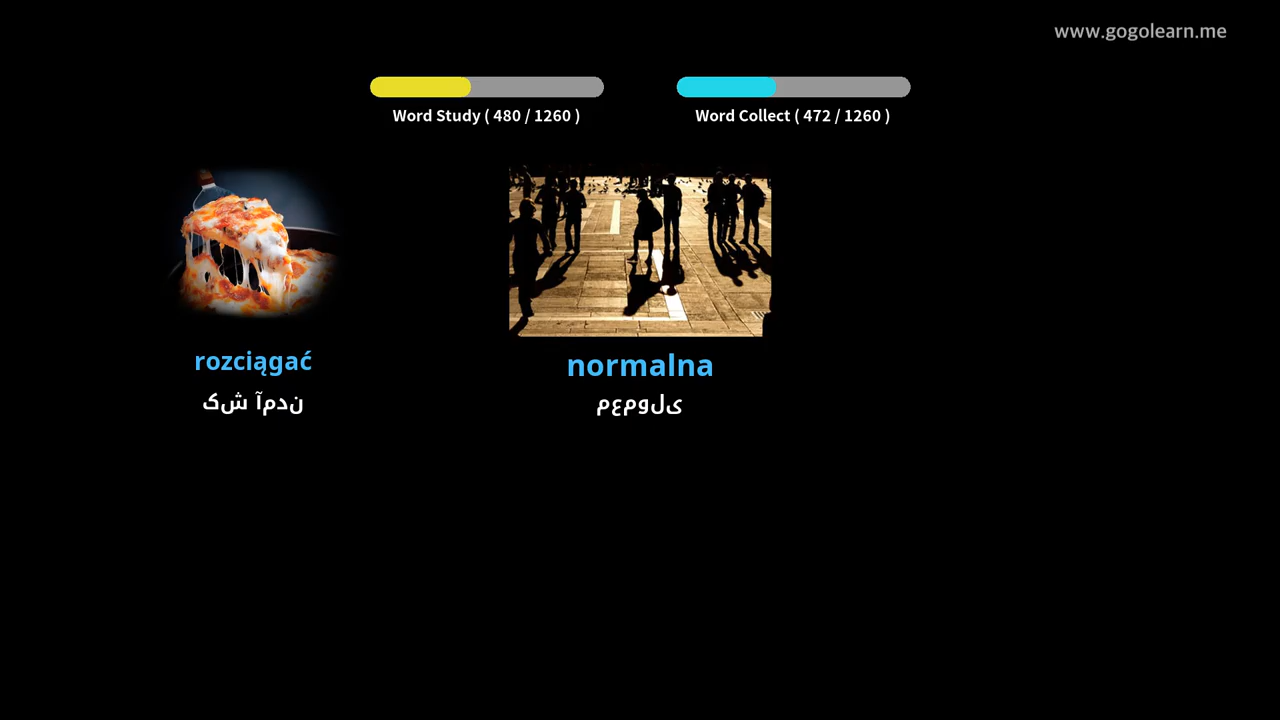 www.gogolearn.me
Word Study ( 480 / 1260 )
Word Collect ( 472 / 1260 )
rozciągać
کش آمدن
normalna
معمولی